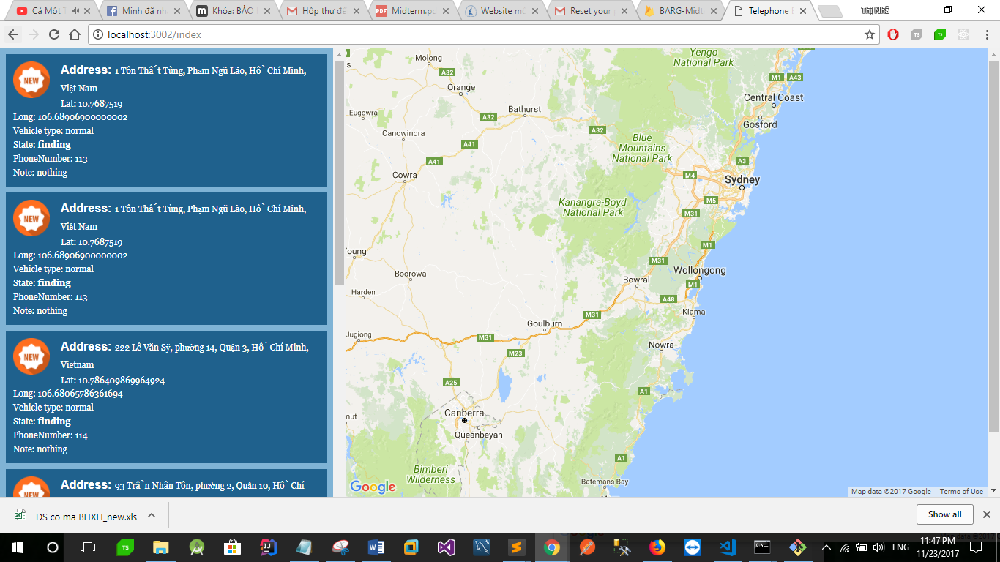 Cả Một T
Minh đã nhắ
Khóa: BẢO
Hộp thư đế
Midterm.pd
Website mô
Reset your
BARG-Midt
Telephone
Thị Nhã
localhost:3002/index
NEW
Address: 1 Tôn Thất Tùng, Phạm Ngũ Lão, Hồ Chí Minh,
Việt Nam
Lat: 10.7687519
Long: 106.68906900000002
Vehicle type: normal
State: finding
PhoneNumber: 113
Note: nothing
NEW
Address: 1 Tôn Thất Tùng, Phạm Ngũ Lão, Hồ Chí Minh,
Việt Nam
Lat: 10.7687519
Long: 106.68906900000002
Vehicle type: normal
State: finding
PhoneNumber: 113
Note: nothing
NEW
Address: 222 Lê Văn Sỹ, phường 14, Quận 3, Hồ Chí Minh,
Vietnam
Lat: 10.786409869964924
Long: 106.68065786361694
Vehicle type: normal
State: finding
PhoneNumber: 114
Note: nothing
NEW
Address: 93 Trần Nhân Tôn, phường 2, Quận 10, Hồ Chí
Molong
Yengo
National Park
A32
M1
A43
Orange
Central Coast
Bathurst
Eugowra
A32
Gosford
A32
Canowindra
Blue
Mountains
National Park
A41
A41
A3
Cowra
M4
Sydney
Kanangra-Boyd
National Park
M5
M31
M1
Young
M31
Wollongong
Boorowa
Bowral
M1
Harden
A48
Kiama
M31
Goulburn
Jugiong
M31
Nowra
M23
A25
A1
Canberra
Queanbeyan
A1
Bimberi
Wilderness
Batemans Bay
Google
Map data ©2017 Google
Terms of Use
DS co ma BHXH_new.xls
Show all
TS
ENG
11:47 PM
11/23/2017